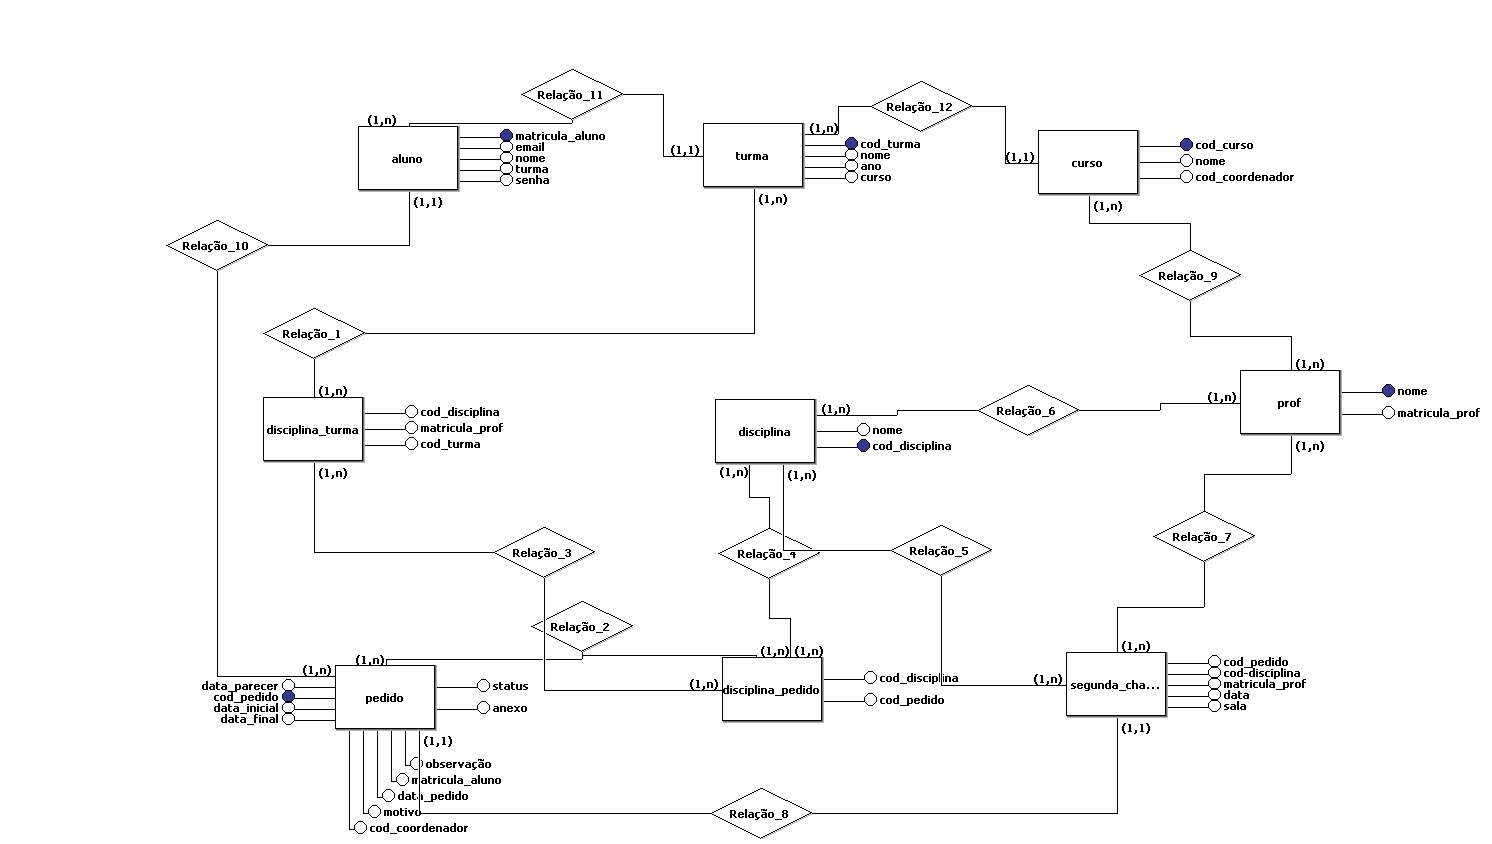 Relação_11
(1,n)
aluno
matricula_aluno
email
nome
turma
senha
(1,1)
(1,1)
turma
(1,n)
cod_turma
nome
ano
curso
(1,n)
Relação_12
(1,1)
curso
cod_curso
nome
cod_coordenador
(1,n)
Relação_10
Relação_9
Relação_1
(1,n)
disciplina_turma
cod_disciplina
matricula_prof
cod_turma
(1,n)
disciplina
(1,n)
nome
cod_disciplina
(1,n)
(1,n)
Relação_6
(1,n)
(1,n)
prof
nome
matricula_prof
(1,n)
Relação_3
Relação_4
Relação_5
Relação_7
Relação_2
(1,n)
(1,n)
pedido
data_parecer
cod_pedido
data_inicial
data_final
status
anexo
(1,1)
observação
matricula_aluno
data_pedido
motivo
cod_coordenador
(1,n)
(1,n)
(1,n)
disciplina_pedido
cod_disciplina
cod_pedido
(1,n)
(1,n)
segunda_cha...
cod_pedido
cod-disciplina
matricula_prof
data
sala
(1,1)
Relação_8